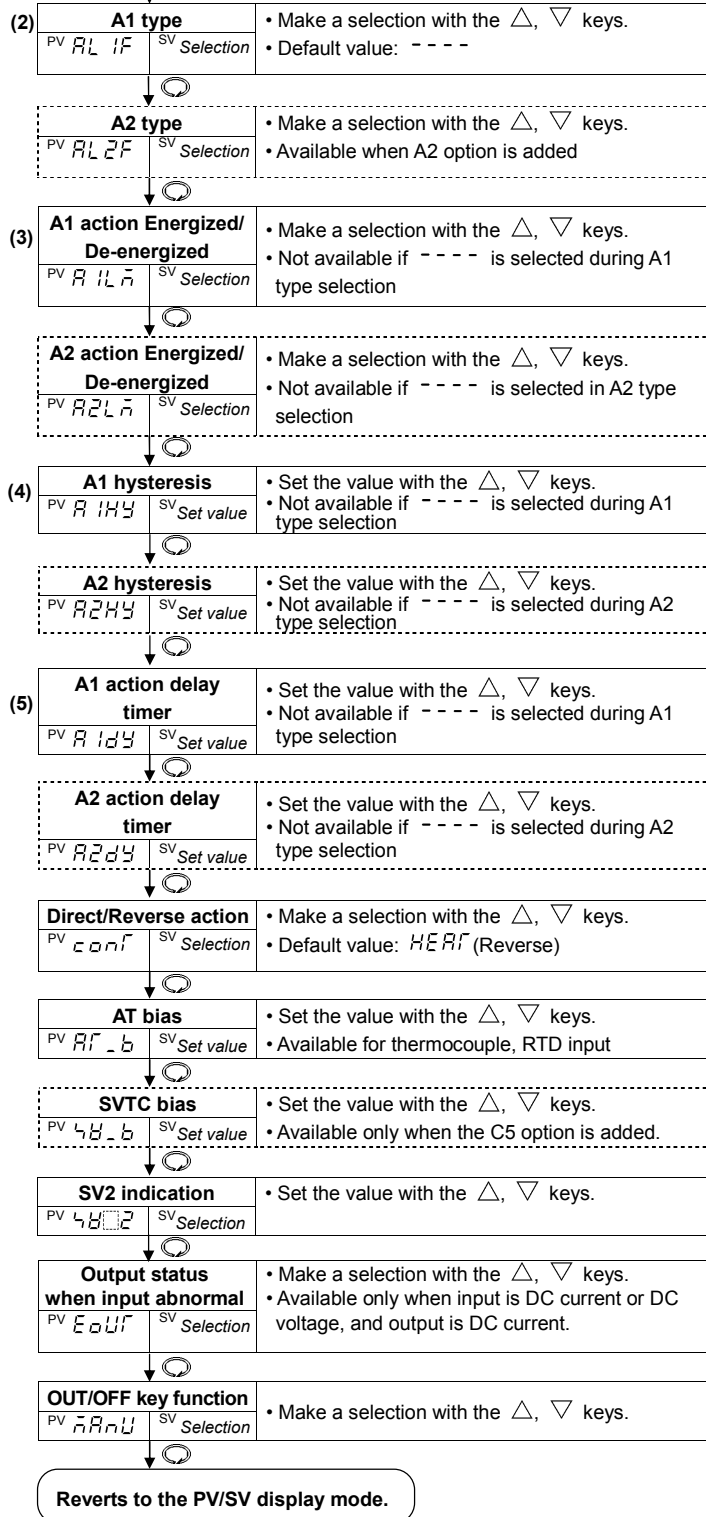 (2)
A1 type
PV AL1F SV Selection
• Make a selection with the △, ▽ keys.
• Default value: ----
A2 type
PV AL2F SV Selection
• Make a selection with the △, ▽ keys.
• Available when A2 option is added
(3)
A1 action Energized/
De-energized
PV A1Lm SV Selection
• Make a selection with the △, ▽ keys.
• Not available if ---- is selected during A1
type selection
A2 action Energized/
De-energized
PV A2Lm SV Selection
• Make a selection with the △, ▽ keys.
• Not available if ---- is selected in A2 type
selection
(4)
A1 hysteresis
PV A1HY SV Set value
• Set the value with the △, ▽ keys.
• Not available if ---- is selected during A1
type selection
A2 hysteresis
PV A2HY SV Set value
• Set the value with the △, ▽ keys.
• Not available if ---- is selected during A2
type selection
(5)
A1 action delay
timer
PV A1dY SV Set value
• Set the value with the △, ▽ keys.
• Not available if ---- is selected during A1
type selection
A2 action delay
timer
PV A2dY SV Set value
• Set the value with the △, ▽ keys.
• Not available if ---- is selected during A2
type selection
Direct/Reverse action
PV conT SV Selection
• Make a selection with the △, ▽ keys.
• Default value: HEAT (Reverse)
AT bias
PV AT_b SV Set value
• Set the value with the △, ▽ keys.
• Available for thermocouple, RTD input
SVTC bias
PV SV_b SV Set value
• Set the value with the △, ▽ keys.
• Available only when the C5 option is added.
SV2 indication
PV SV 2 SV Selection
• Set the value with the △, ▽ keys.
Output status
when input abnormal
PV EoUT SV Selection
• Make a selection with the △, ▽ keys.
• Available only when input is DC current or DC
voltage, and output is DC current.
OUT/OFF key function
PV mAnU SV Selection
• Make a selection with the △, ▽ keys.
Reverts to the PV/SV display mode.